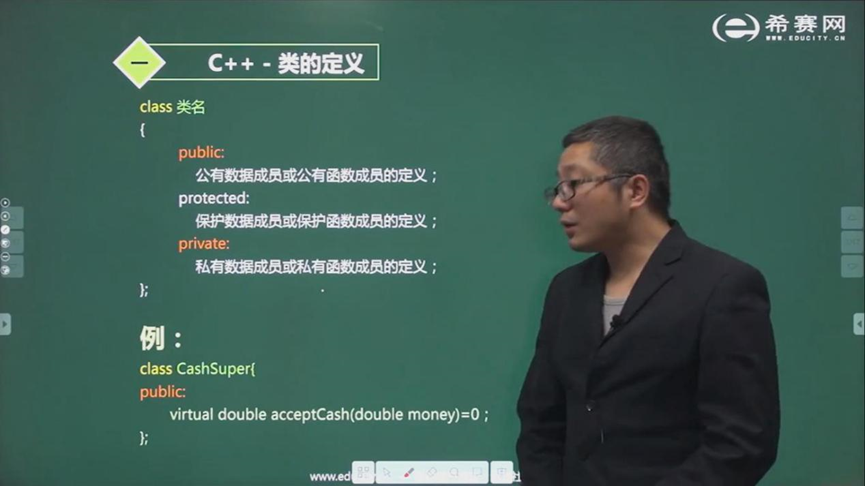 希赛网
WWW.EDUCITY.CN
一
C++ - 类的定义
class 类名
{
public:
公有数据成员或公有函数成员的定义；
protected:
保护数据成员或保护函数成员的定义；
private:
私有数据成员或私有函数成员的定义；
};
例：
class CashSuper{
public:
virtual double acceptCash(double money)=0；
};
www.edu